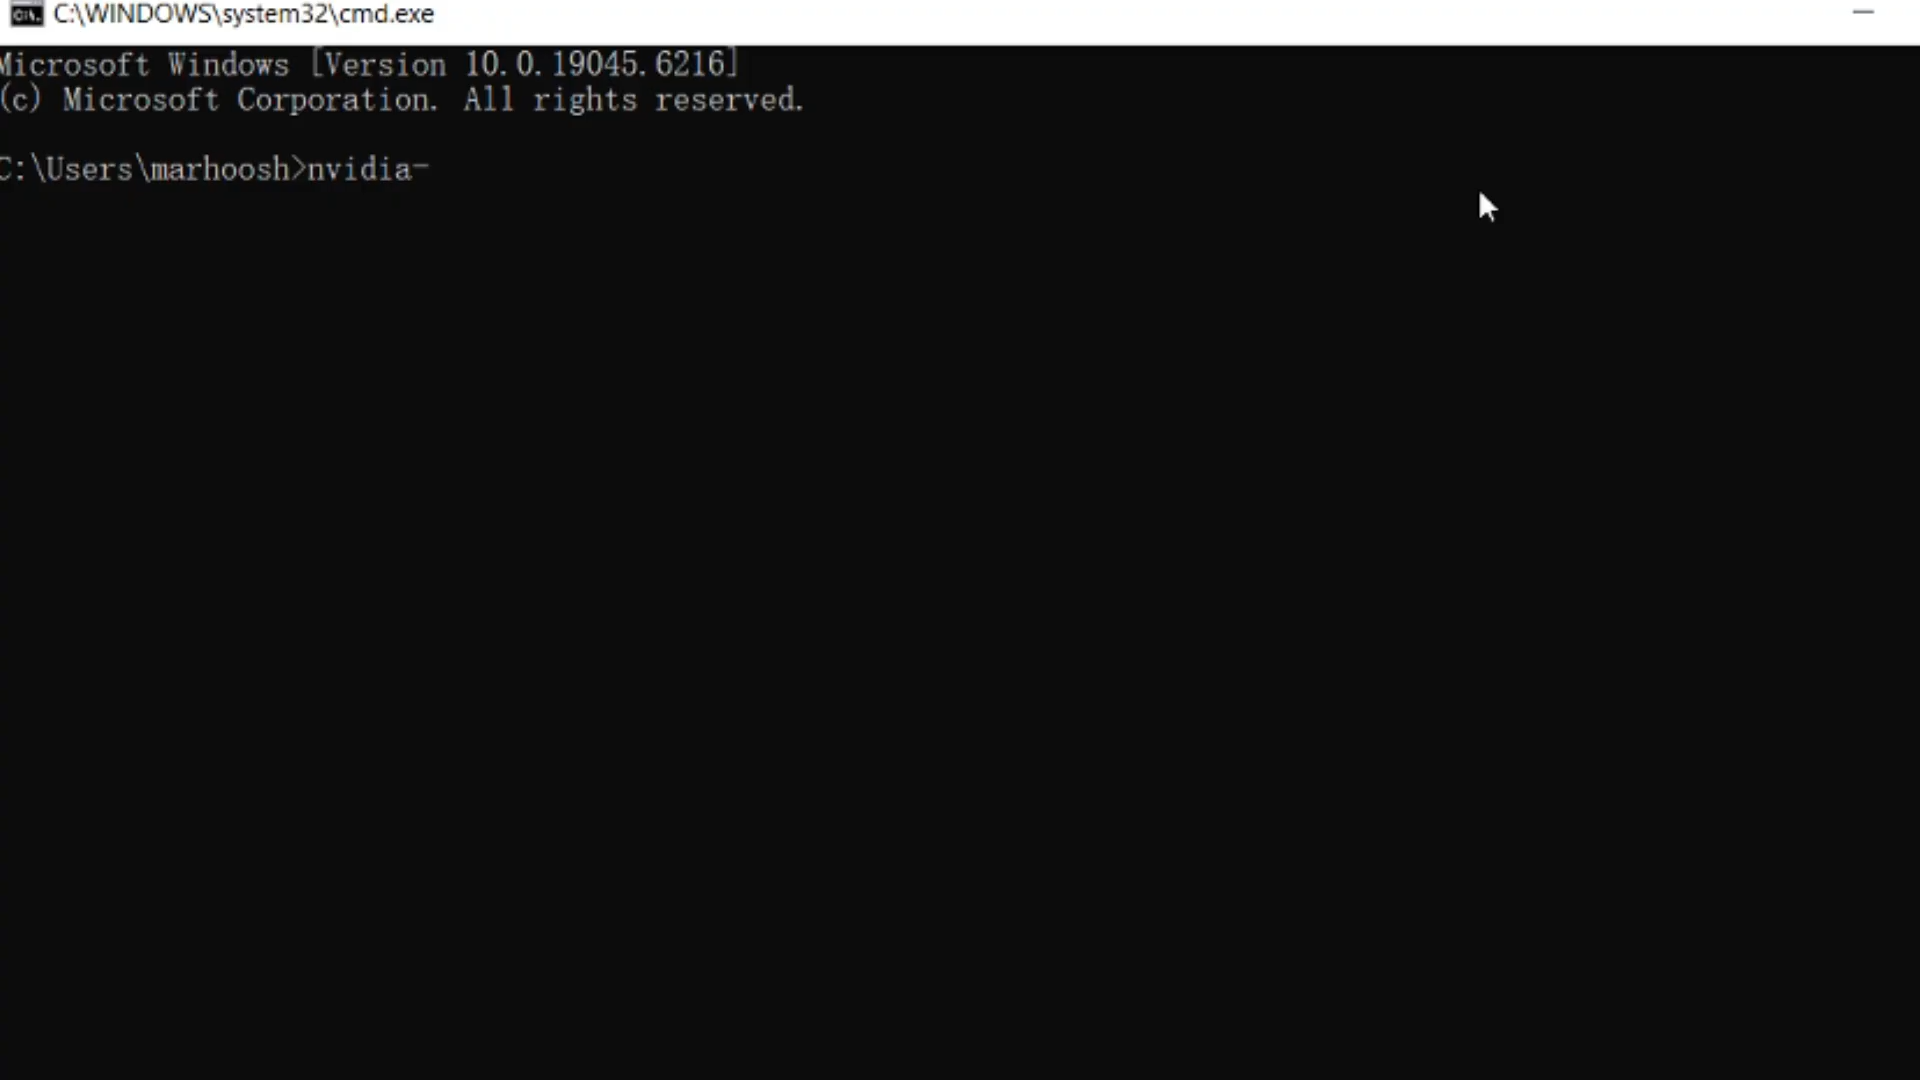 C:\WINDOWS\system32\cmd.exe
Microsoft Windows [Version 10.0.19045.6216]
(c) Microsoft Corporation. All rights reserved.
C:\Users\marhoosh>nvidia-